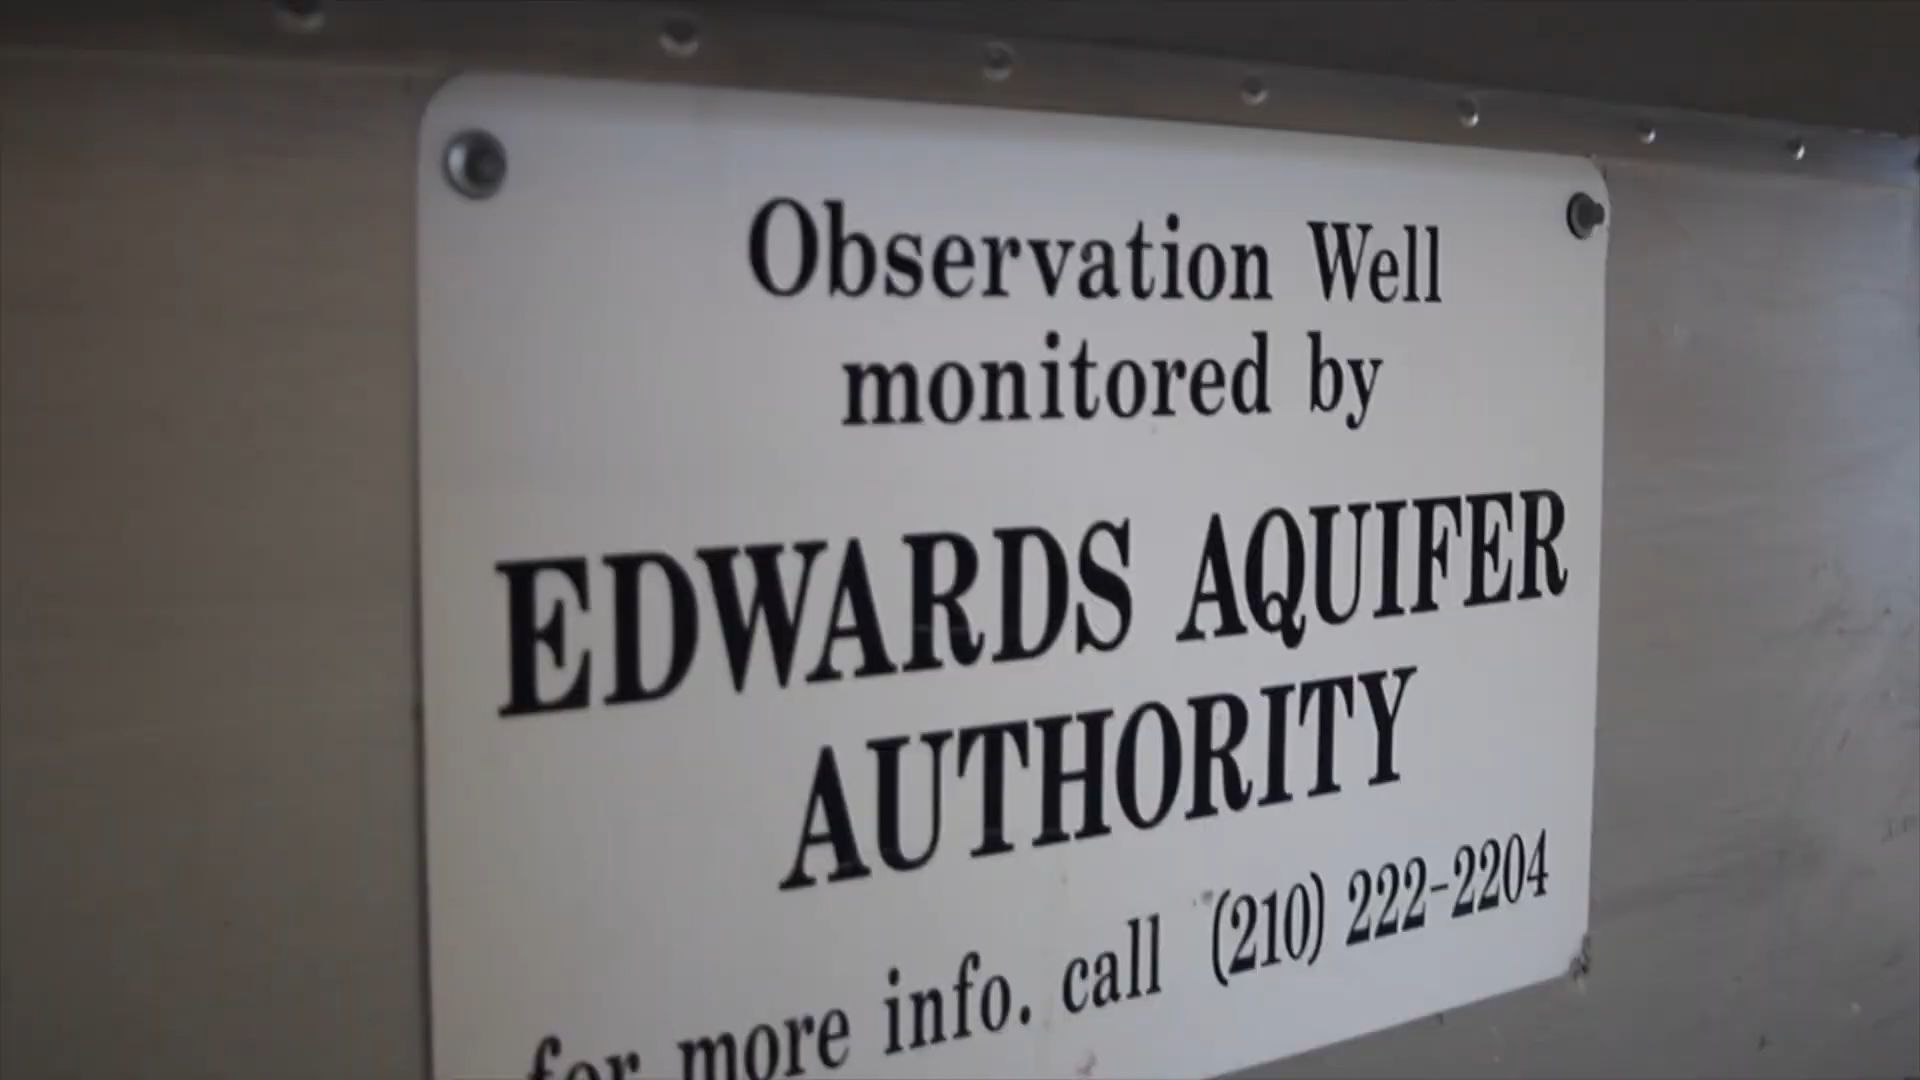 Observation Well
monitored by
EDWARDS AQUIFER
AUTHORITY
for more info. call (210) 222-2204